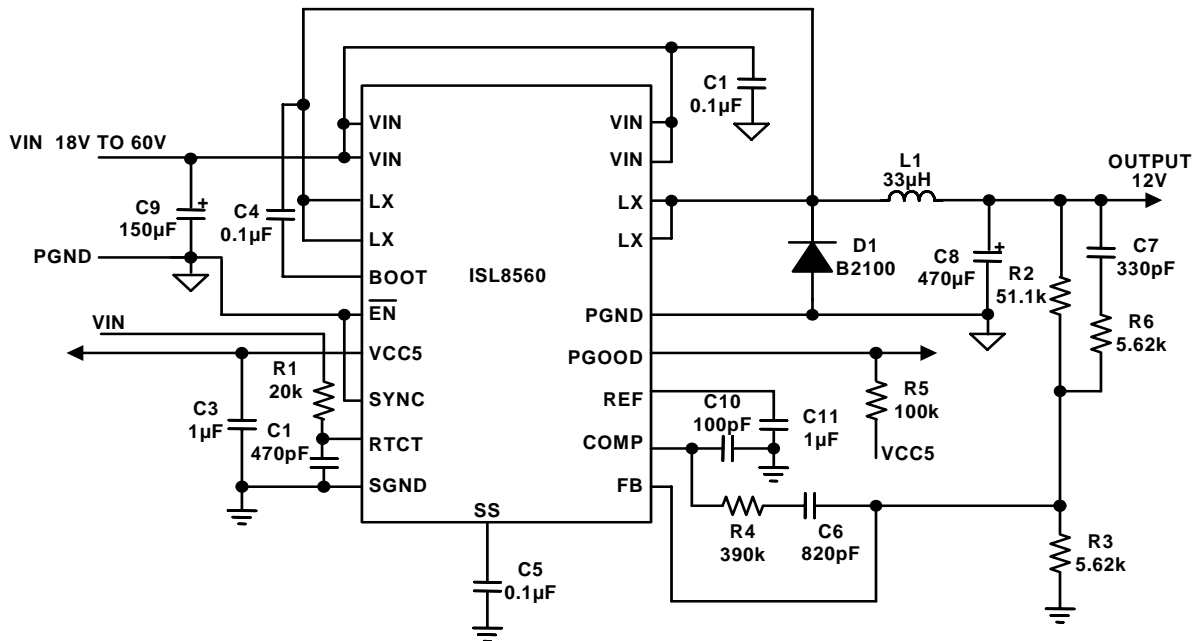 C1
0.1µF
VIN
VIN
VIN 18V TO 60V
VIN
VIN
L1
33µH
OUTPUT
12V
C9
150µF
+
C4
0.1µF
LX
LX
LX
LX
D1
B2100
C8
470µF
+
R2
51.1k
C7
330pF
PGND
BOOT
ISL8560
EN
PGND
R6
5.62k
VIN
VCC5
PGOOD
R1
20k
SYNC
REF
R5
100k
C3
1µF
C1
470pF
RTCT
COMP
C10
100pF
C11
1µF
VCC5
SGND
FB
SS
R4
390k
C6
820pF
R3
5.62k
C5
0.1µF